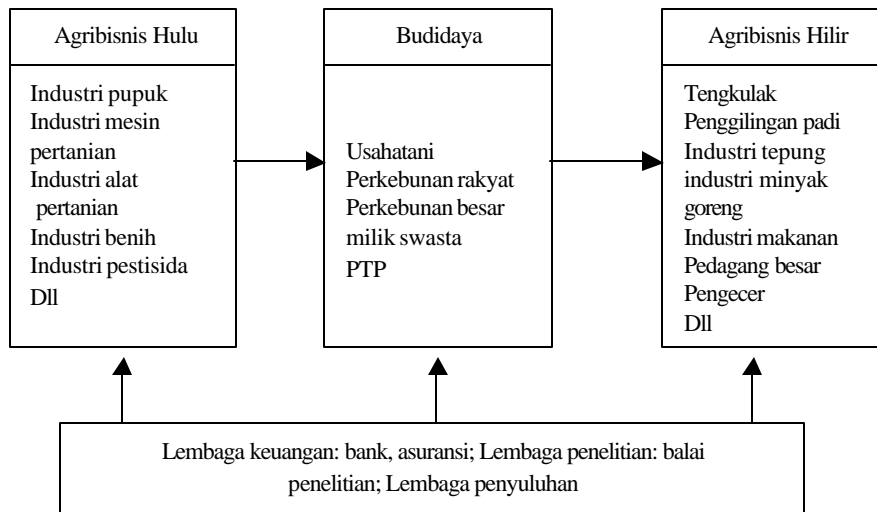 Agribisnis Hulu
Industri pupuk
Industri mesin
pertanian
Industri alat
pertanian
Industri benih
Industri pestisida
Dll
Budidaya
Usahatani
Perkebunan rakyat
Perkebunan besar
milik swasta
PTP
Agribisnis Hilir
Tengkulak
Penggilingan padi
Industri tepung
industri minyak
goreng
Industri makanan
Pedagang besar
Pengecer
Dll
Lembaga keuangan: bank, asuransi; Lembaga penelitian: balai
penelitian; Lembaga penyuluhan